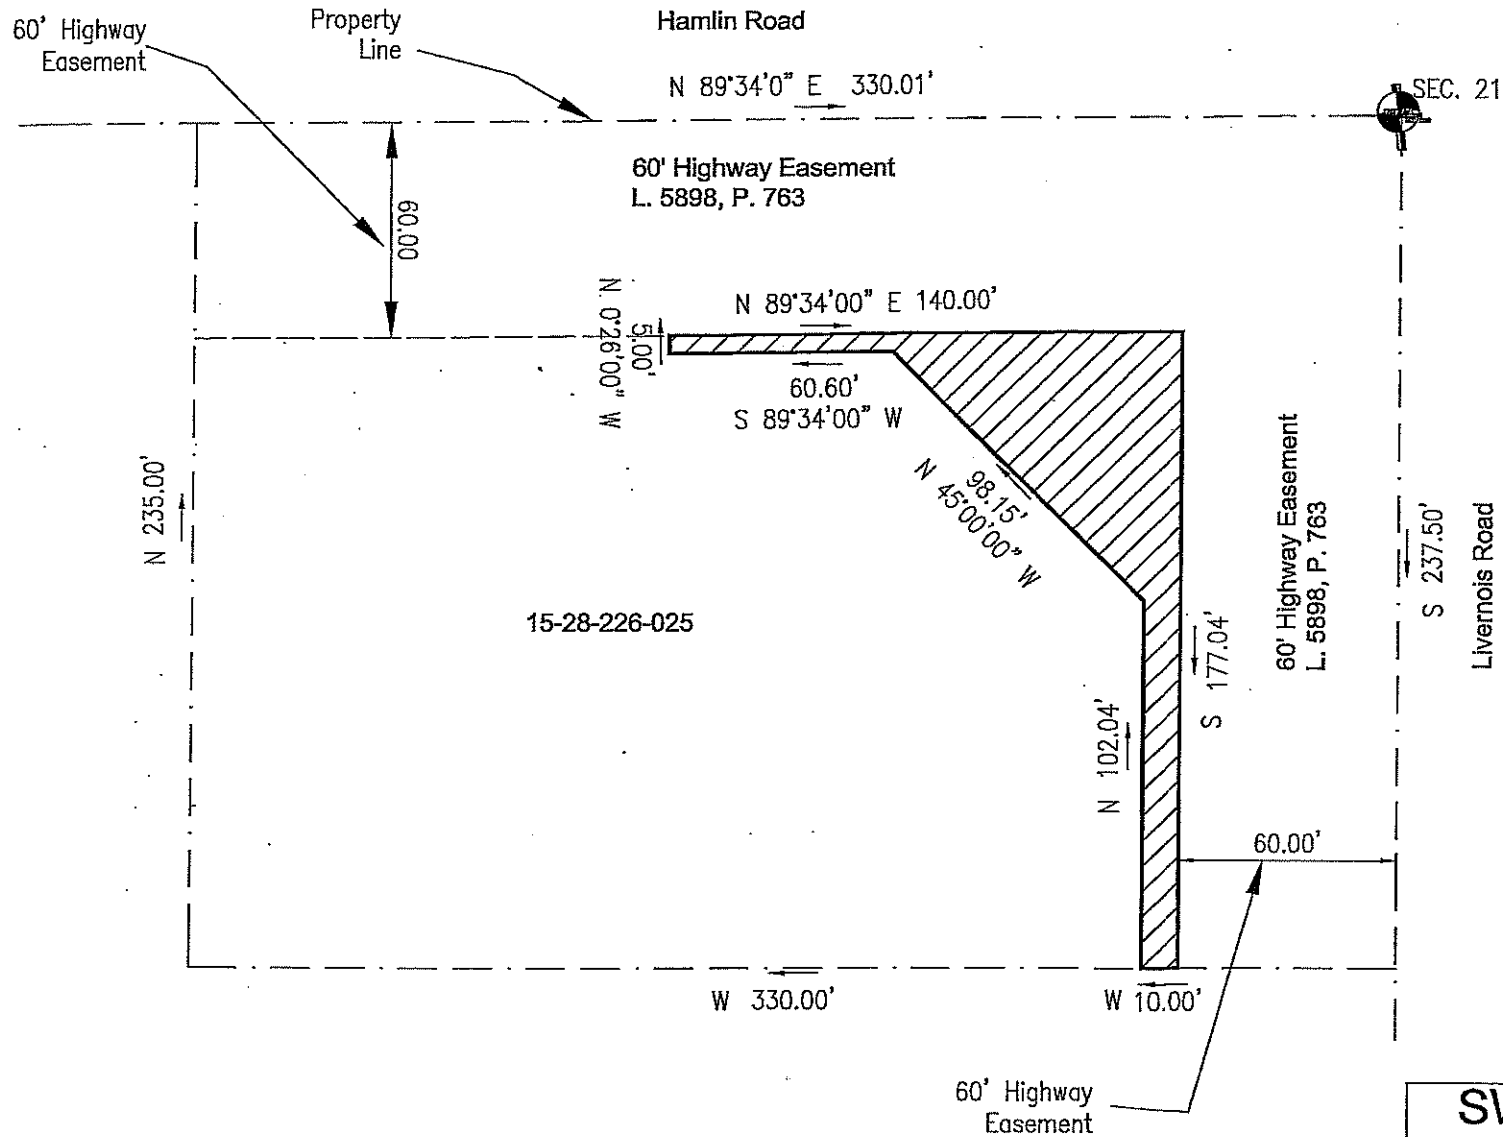 Hamlin Road
60' Highway
Easement
Property
Line
N 89°34'0" E 330.01'
SEC. 21
60' Highway Easement
L. 5898, P. 763
60.00
N 89°34'00" E 140.00'
N 0°26'00" W
5.00'
60.60'
S 89°34'00" W
98.15'
N 45°00'00" W
N 235.00'
15-28-226-025
60' Highway Easement
L. 5898, P. 763
S 237.50'
Livernois Road
S 177.04'
N 102.04'
60.00'
W 330.00'
W 10.00'
60' Highway
Easement